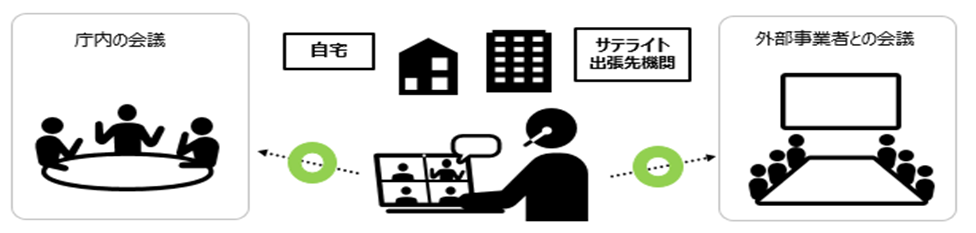 庁内の会議
自宅
サテライト
出張先機関
外部事業者との会議